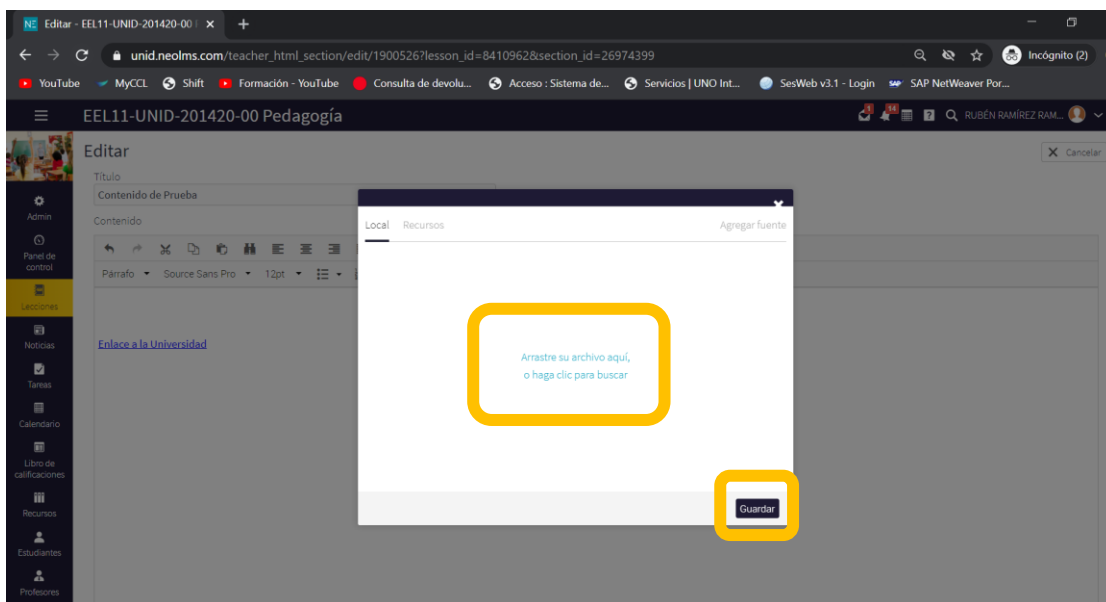 NE Editar - EEL11-UNID-201420-00
unid.neolms.com/teacher_html_section/edit/1900526?lesson_id=8410962&section_id=26974399
Incógnito (2)
YouTube MyCCL Shift Formación - YouTube Consulta de devolu... Acceso : Sistema de... Servicios | UNO Int... SesWeb v3.1 - Login SAP SAP NetWeaver Por...
EEL11-UNID-201420-00 Pedagogía
14 RUBÉN RAMÍREZ RAM...
Editar
Cancelar
Título
Contenido de Prueba
Contenido
Párrafo Source Sans Pro 12pt
Enlace a la Universidad
Admin
Panel de
control
Lecciones
Noticias
Tareas
Calendario
Libro de
calificaciones
Recursos
Estudiantes
Profesores
Local Recursos Agregar fuente
Arrastre su archivo aquí,
o haga clic para buscar
Guardar